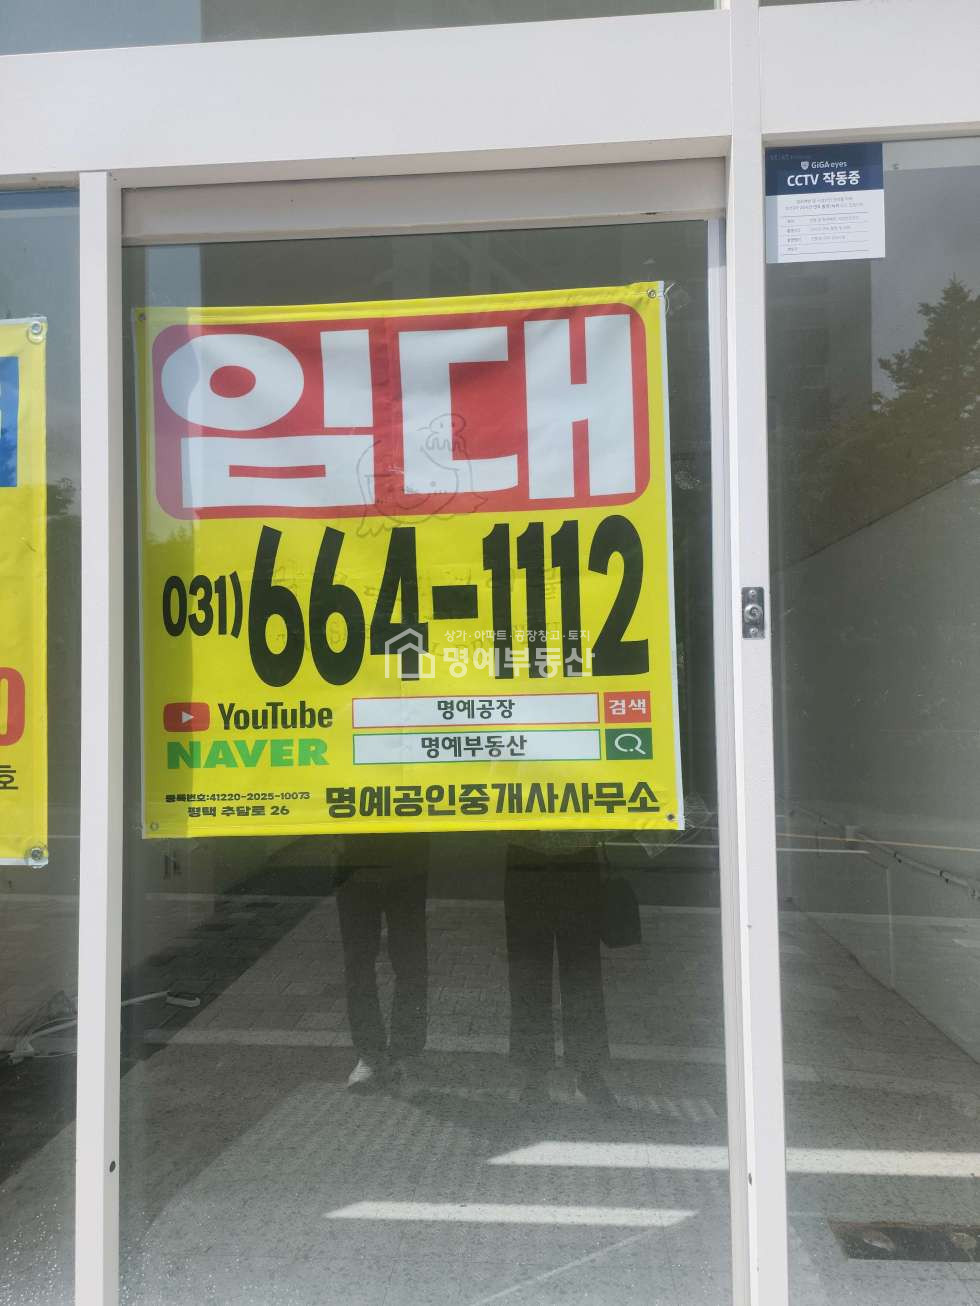 GiGA eyes
CCTV 작동중
임대
031)664-1112
상가·아파트·공장창고·토지
명예부동산
YouTube 명예공장 검색
NAVER 명예부동산
등록번호:41220-2025-10073
평택 추담로 26
명예공인중개사사무소
호